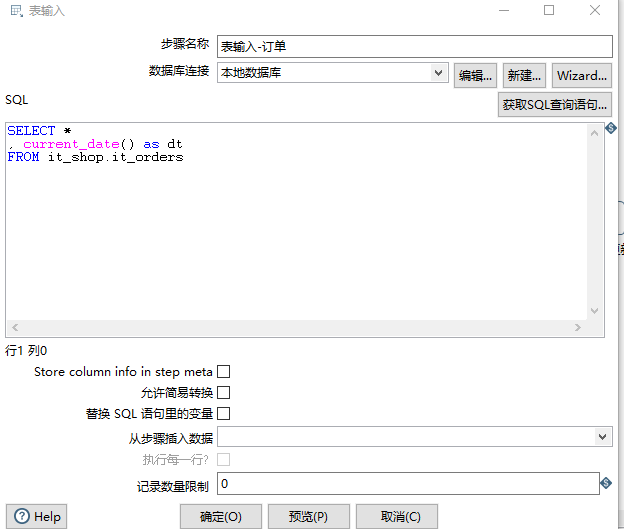 表输入
步骤名称 表输入-订单
数据库连接 本地数据库 编辑... 新建... Wizard...
SQL 获取SQL查询语句...
SELECT *
, current_date() as dt
FROM it_shop.it_orders
行1 列0
Store column info in step meta
允许简易转换
替换 SQL 语句里的变量
从步骤插入数据
执行每一行?
记录数量限制 0
Help 确定(O) 预览(P) 取消(C)